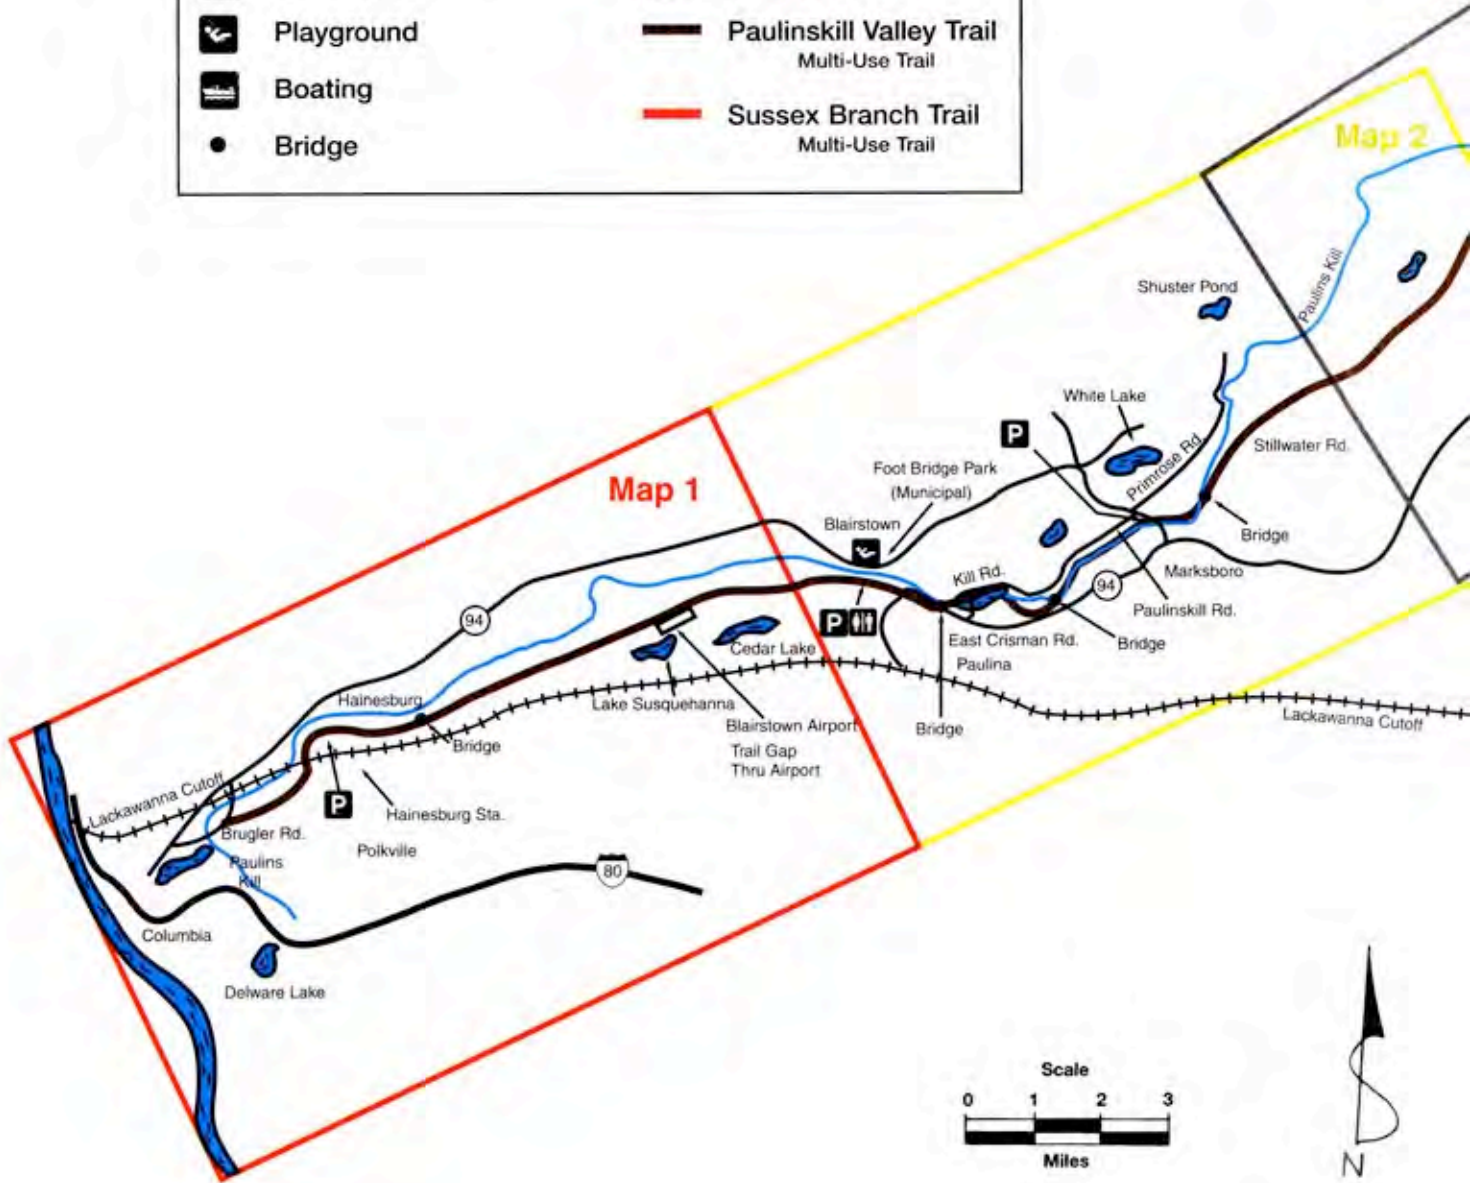 Playground
Boating
Bridge
Paulinskill Valley Trail
Multi-Use Trail
Sussex Branch Trail
Multi-Use Trail
Map 2
Paulins Kill
Shuster Pond
White Lake
P
Primrose Rd.
Stillwater Rd.
Foot Bridge Park
(Municipal)
Map 1
Blairstown
Bridge
Kill Rd.
Marksboro
94
Paulinskill Rd.
94
P
East Crisman Rd.
Bridge
Cedar Lake
Paulina
Hainesburg
Lake Susquehanna
Blairstown Airport
Bridge
Lackawanna Cutoff
Bridge
Trail Gap
Thru Airport
Lackawanna Cutoff
P
Hainesburg Sta.
Brugler Rd.
Polkville
Paulins
Kill
80
Columbia
Delware Lake
Scale
0 1 2 3
Miles
N